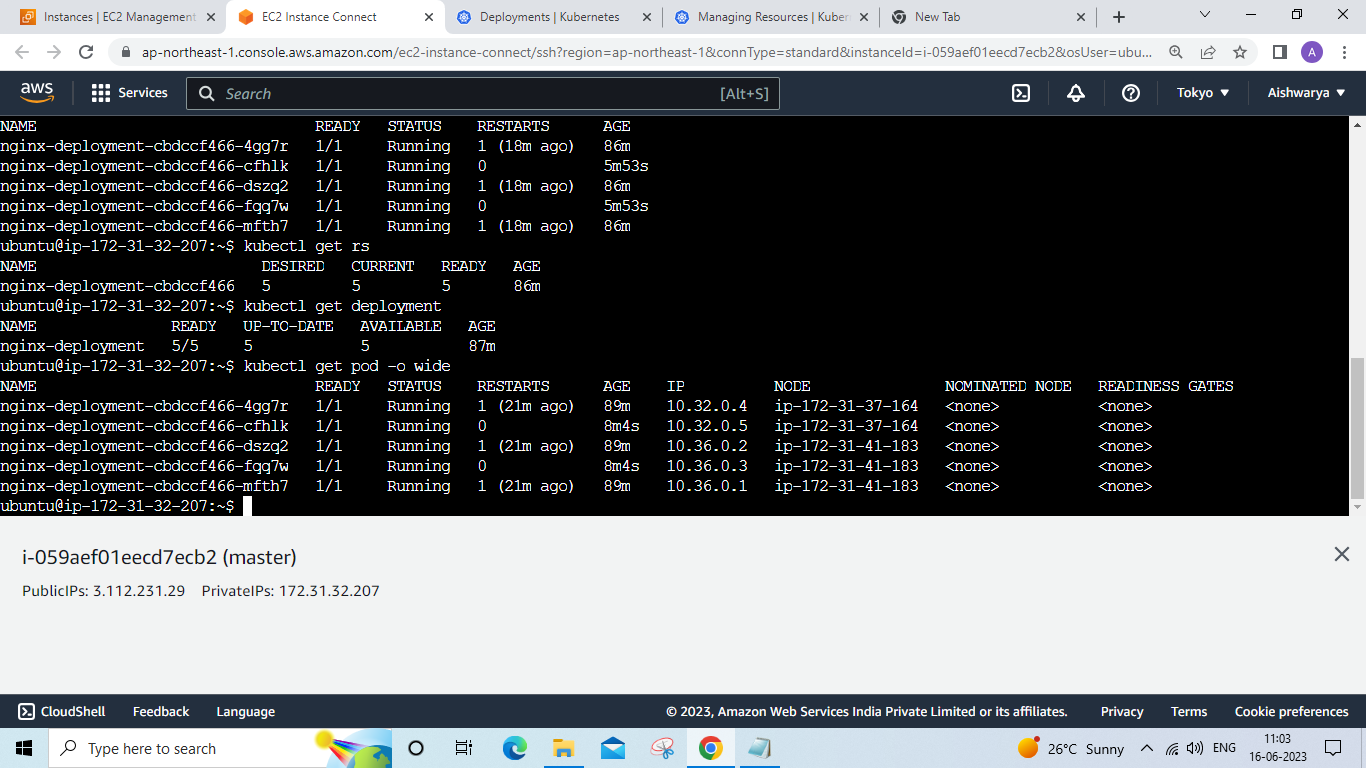 Instances | EC2 Management
EC2 Instance Connect
Deployments | Kubernetes
Managing Resources | Kubern
New Tab
ap-northeast-1.console.aws.amazon.com/ec2-instance-connect/ssh?region=ap-northeast-1&connType=standard&instanceId=i-059aef01eecd7ecb2&osUser=ubu...
A
aws
Services
Search
[Alt+S]
Tokyo
Aishwarya
NAME READY STATUS RESTARTS AGE
nginx-deployment-cbdccf466-4gg7r 1/1 Running 1 (18m ago) 86m
nginx-deployment-cbdccf466-cfhlk 1/1 Running 0 5m53s
nginx-deployment-cbdccf466-dszq2 1/1 Running 1 (18m ago) 86m
nginx-deployment-cbdccf466-fqq7w 1/1 Running 0 5m53s
nginx-deployment-cbdccf466-mfth7 1/1 Running 1 (18m ago) 86m
ubuntu@ip-172-31-32-207:~$ kubectl get rs
NAME DESIRED CURRENT READY AGE
nginx-deployment-cbdccf466 5 5 5 86m
ubuntu@ip-172-31-32-207:~$ kubectl get deployment
NAME READY UP-TO-DATE AVAILABLE AGE
nginx-deployment 5/5 5 5 87m
ubuntu@ip-172-31-32-207:~$ kubectl get pod -o wide
NAME READY STATUS RESTARTS AGE IP NODE NOMINATED NODE READINESS GATES
nginx-deployment-cbdccf466-4gg7r 1/1 Running 1 (21m ago) 89m 10.32.0.4 ip-172-31-37-164 <none> <none>
nginx-deployment-cbdccf466-cfhlk 1/1 Running 0 8m4s 10.32.0.5 ip-172-31-37-164 <none> <none>
nginx-deployment-cbdccf466-dszq2 1/1 Running 1 (21m ago) 89m 10.36.0.2 ip-172-31-41-183 <none> <none>
nginx-deployment-cbdccf466-fqq7w 1/1 Running 0 8m4s 10.36.0.3 ip-172-31-41-183 <none> <none>
nginx-deployment-cbdccf466-mfth7 1/1 Running 1 (21m ago) 89m 10.36.0.1 ip-172-31-41-183 <none> <none>
ubuntu@ip-172-31-32-207:~$
i-059aef01eecd7ecb2 (master)
PublicIPs: 3.112.231.29 PrivateIPs: 172.31.32.207
CloudShell
Feedback
Language
© 2023, Amazon Web Services India Private Limited or its affiliates.
Privacy
Terms
Cookie preferences
Type here to search
26°C Sunny
ENG
11:03
16-06-2023